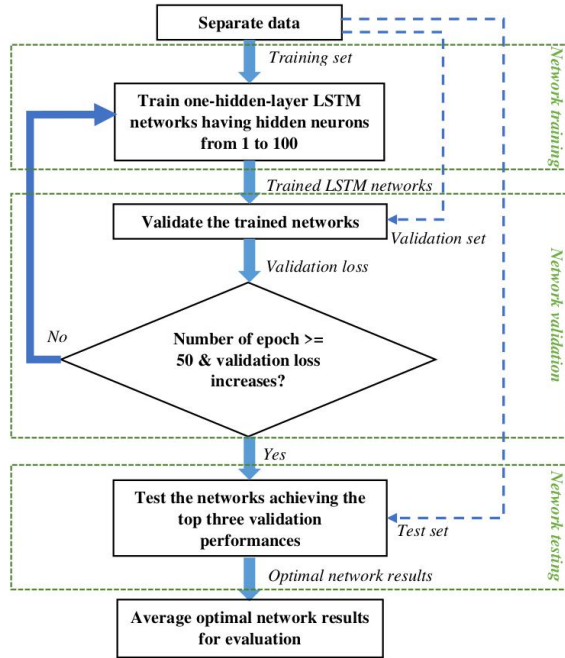 Separate data
Training set
Train one-hidden-layer LSTM
networks having hidden neurons
from 1 to 100
Network training
Trained LSTM networks
Validate the trained networks
Validation set
Validation loss
Number of epoch >=
50 & validation loss
increases?
No
Network validation
Yes
Test the networks achieving the
top three validation
performances
Test set
Network testing
Optimal network results
Average optimal network results
for evaluation